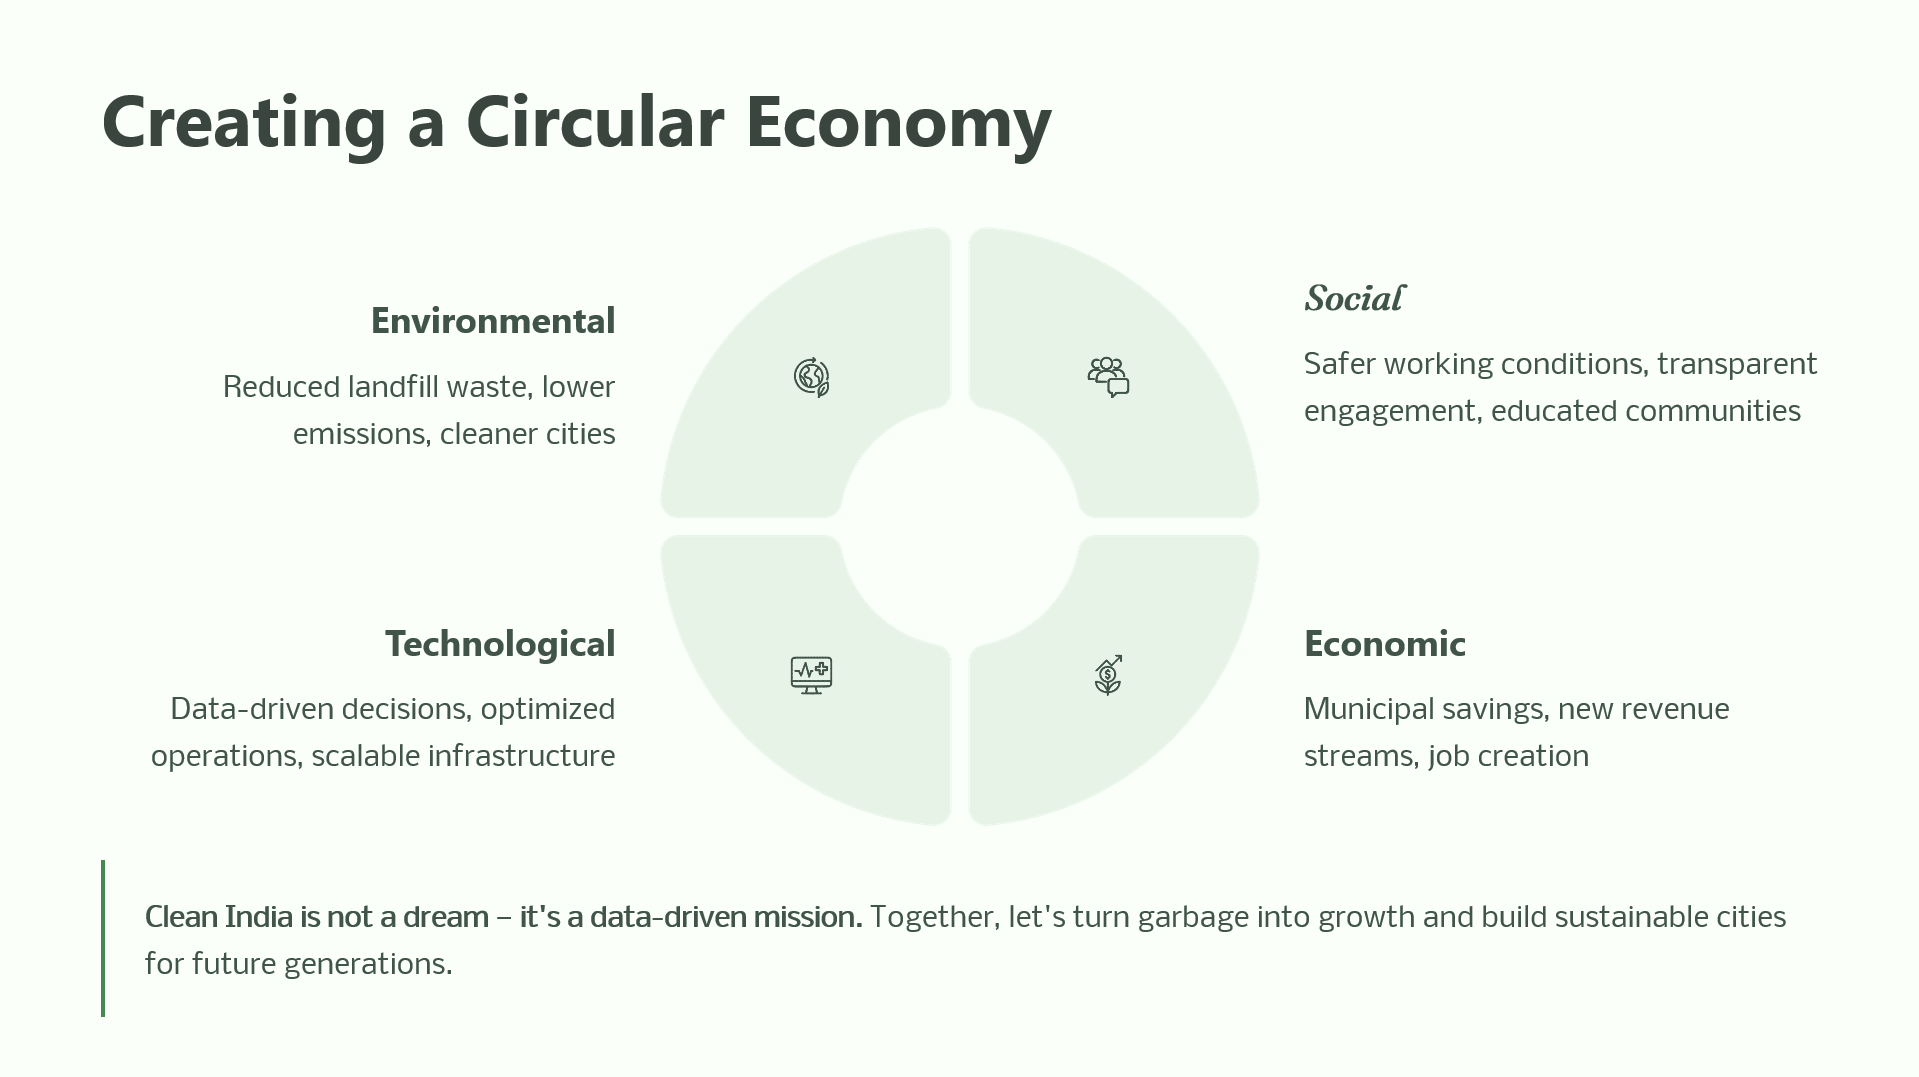 Creating a Circular Economy
Environmental
Reduced landfill waste, lower
emissions, cleaner cities
Social
Safer working conditions, transparent
engagement, educated communities
Technological
Data-driven decisions, optimized
operations, scalable infrastructure
Economic
Municipal savings, new revenue
streams, job creation
Clean India is not a dream – it's a data-driven mission. Together, let's turn garbage into growth and build sustainable cities
for future generations.